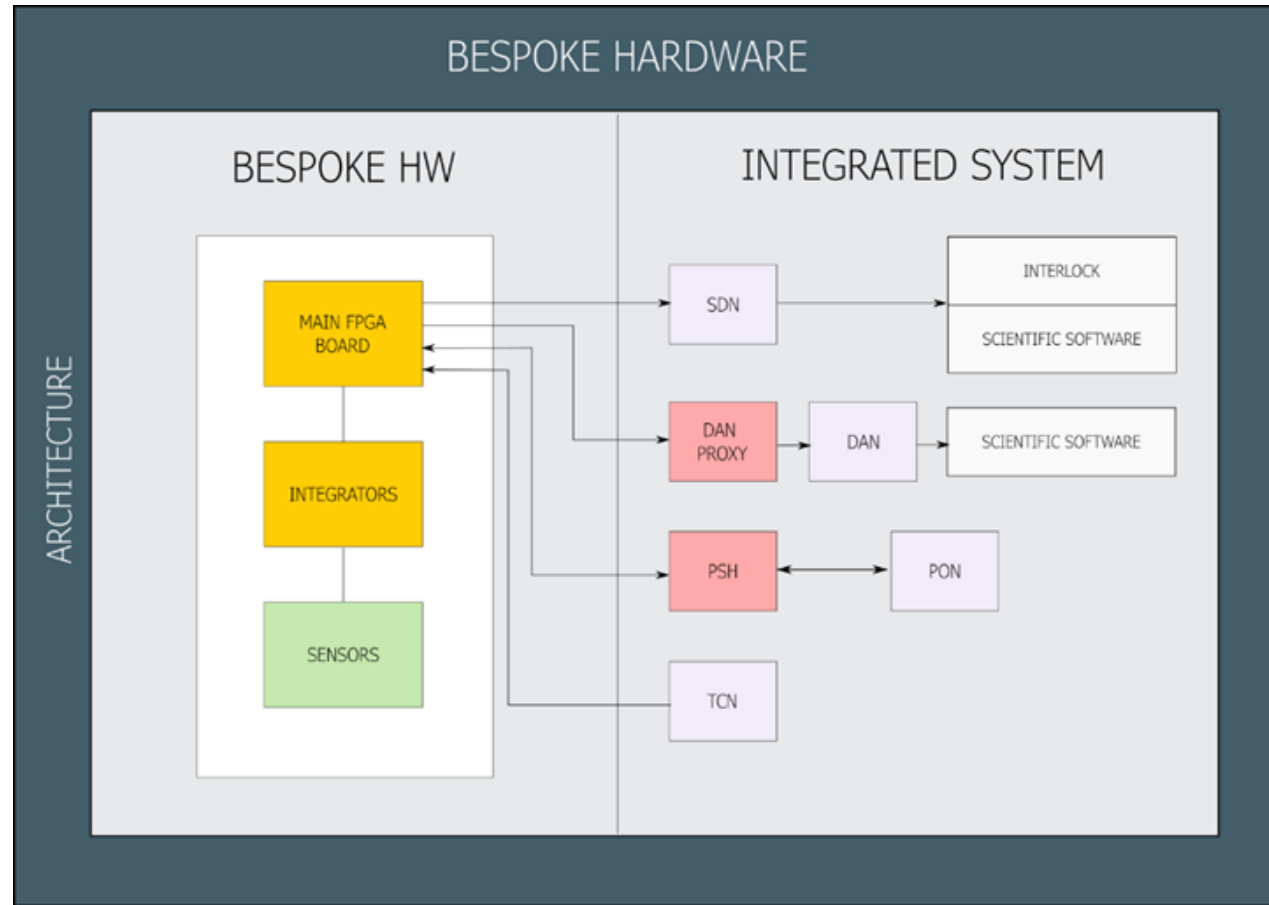 BESPOKE HARDWARE
ARCHITECTURE
BESPOKE HW
MAIN FPGA
BOARD
INTEGRATORS
SENSORS
INTEGRATED SYSTEM
SDN
INTERLOCK
SCIENTIFIC SOFTWARE
DAN
PROXY
DAN
SCIENTIFIC SOFTWARE
PSH
PON
TCN